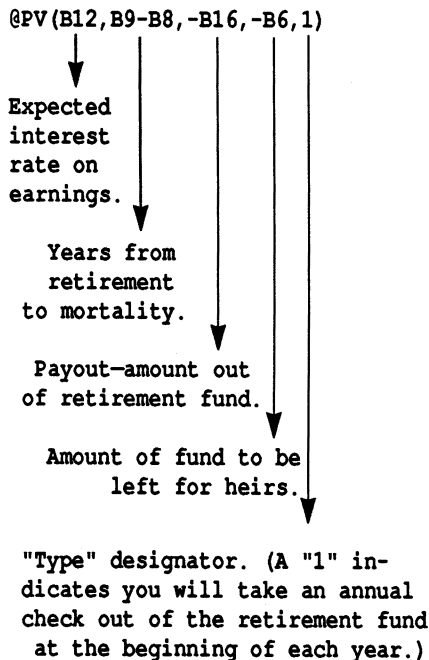 @PV(B12,B9-B8,-B16,-B6,1)
Expected
interest
rate on
earnings.
Years from
retirement
to mortality.
Payout—amount out
of retirement fund.
Amount of fund to be
left for heirs.
"Type" designator. (A "1" in-
dicates you will take an annual
check out of the retirement fund
at the beginning of each year.)